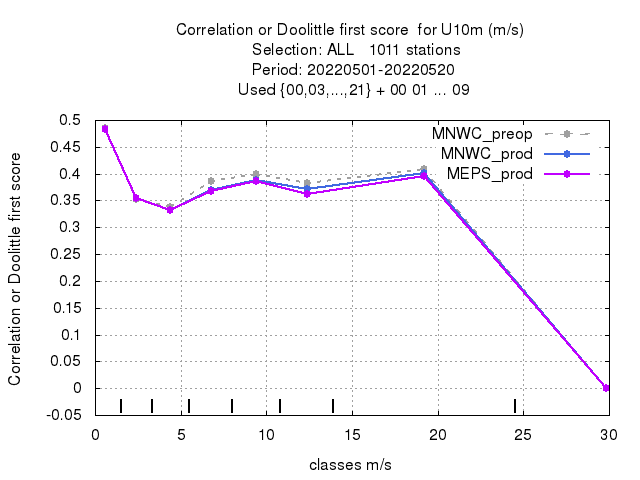 Correlation or Doolittle first score  for U10m (m/s)
Selection: ALL   1011 stations
Period: 20220501-20220520
Used {00,03,...,21} + 00 01 ... 09
MNWC_preop
MNWC_prod
MEPS_prod
Correlation or Doolittle first score
0.5
0.45
0.4
0.35
0.3
0.25
0.2
0.15
0.1
0.05
0
-0.05
0 5 10 15 20 25 30
classes m/s